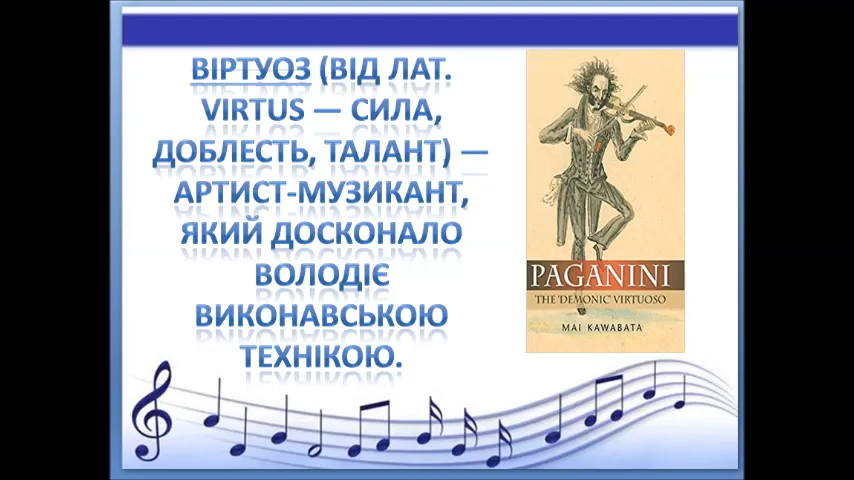 ВІРТУОЗ (ВІД ЛАТ.
VIRTUS — СИЛА,
ДОБЛЕСТЬ, ТАЛАНТ) —
АРТИСТ-МУЗИКАНТ,
ЯКИЙ ДОСКОНАЛО
ВОЛОДІЄ
ВИКОНАВСЬКОЮ
ТЕХНІКОЮ.
PAGANINI
THE 'DEMONIC' VIRTUOSO
MAI KAWABATA